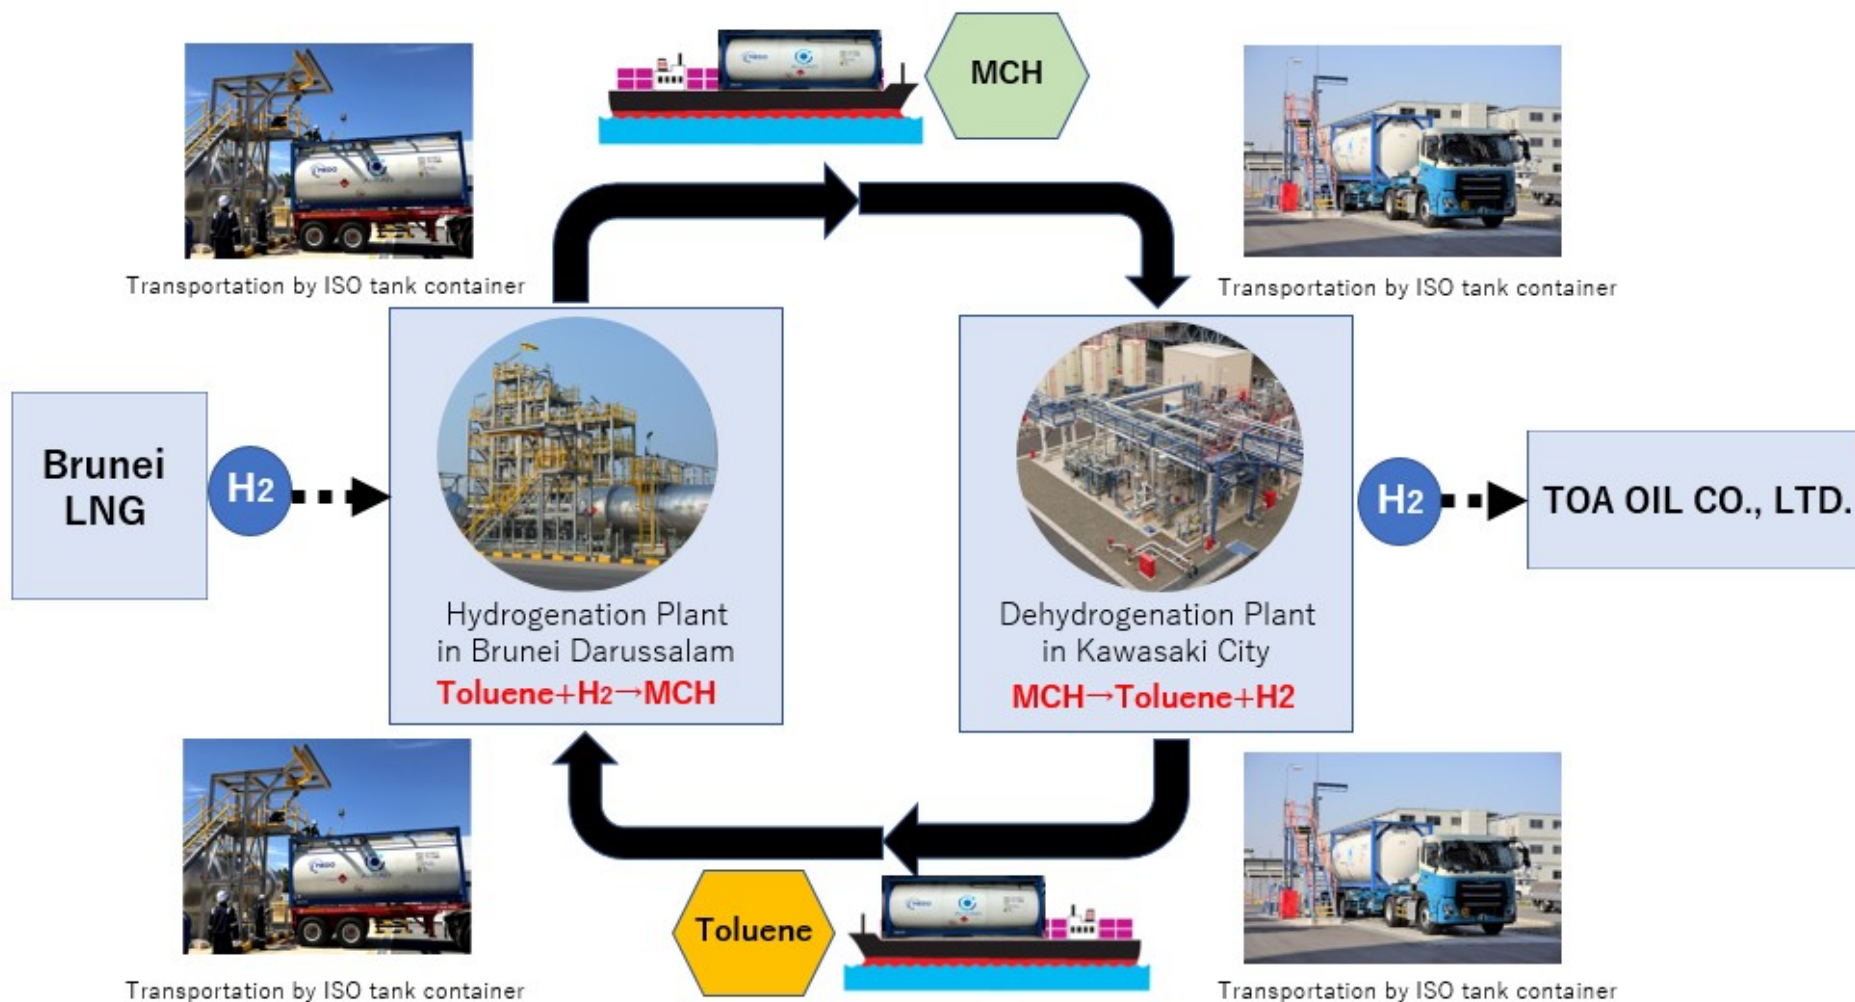 MCH
Transportation by ISO tank container
Transportation by ISO tank container
Brunei
LNG
H2
Hydrogenation Plant
in Brunei Darussalam
Toluene+H2→MCH
Dehydrogenation Plant
in Kawasaki City
MCH→Toluene+H2
H2
TOA OIL CO., LTD.
Toluene
Transportation by ISO tank container
Transportation by ISO tank container